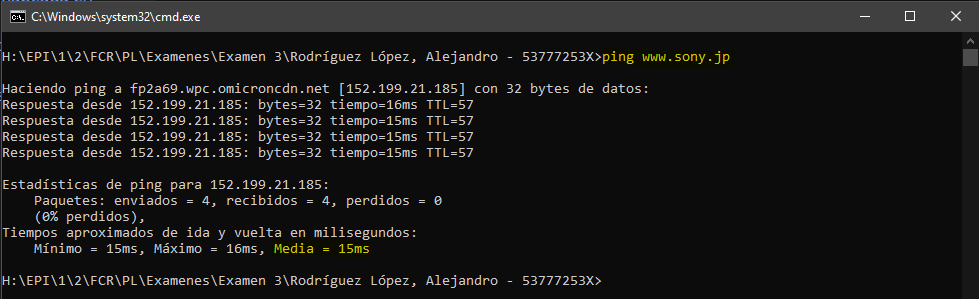 C:\Windows\system32\cmd.exe
H:\EPI\1\2\FCR\PL\Examenes\Examen 3\Rodríguez López, Alejandro - 53777253X>ping www.sony.jp
Haciendo ping a fp2a69.wpc.omicroncdn.net [152.199.21.185] con 32 bytes de datos:
Respuesta desde 152.199.21.185: bytes=32 tiempo=16ms TTL=57
Respuesta desde 152.199.21.185: bytes=32 tiempo=15ms TTL=57
Respuesta desde 152.199.21.185: bytes=32 tiempo=15ms TTL=57
Respuesta desde 152.199.21.185: bytes=32 tiempo=15ms TTL=57
Estadísticas de ping para 152.199.21.185:
Paquetes: enviados = 4, recibidos = 4, perdidos = 0
(0% perdidos),
Tiempos aproximados de ida y vuelta en milisegundos:
Mínimo = 15ms, Máximo = 16ms, Media = 15ms
H:\EPI\1\2\FCR\PL\Examenes\Examen 3\Rodríguez López, Alejandro - 53777253X>